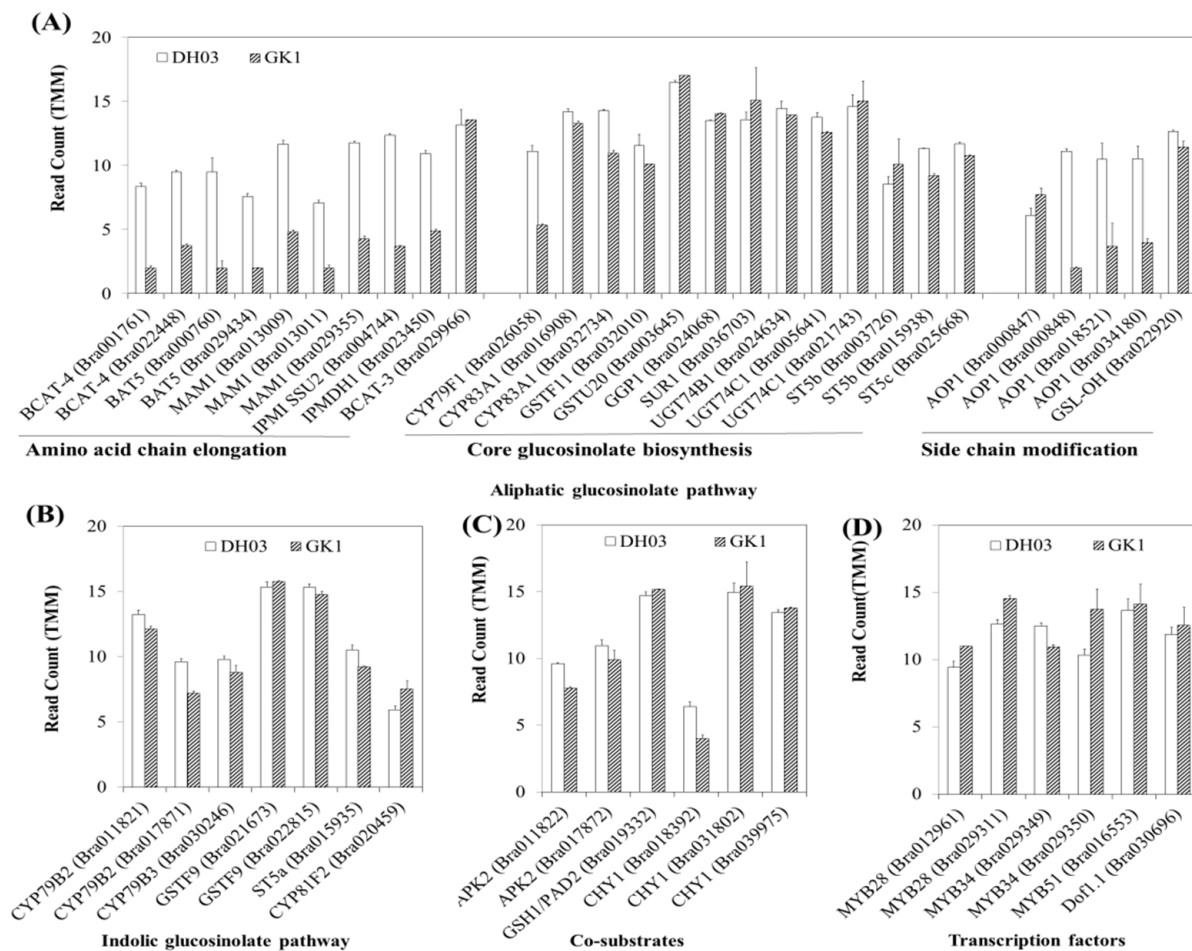 (A)
20
15
10
5
0
Read Count (TMM)
DH03 GK1
BCAT-4 (Bra001761)
BCAT-4 (Bra022448)
BAT5 (Bra000760)
BAT5 (Bra029434)
MAM1 (Bra013009)
MAM1 (Bra013011)
MAM1 (Bra029355)
IPMI SSU2 (Bra004744)
IPMDH1 (Bra023450)
BCAT-3 (Bra029966)
CYP79F1 (Bra026058)
CYP83A1 (Bra016908)
CYP83A1 (Bra032734)
GSTF11 (Bra032010)
GSTU20 (Bra003645)
GGP1 (Bra024068)
SUR1 (Bra036703)
UGT74B1 (Bra024634)
UGT74C1 (Bra005641)
UGT74C1 (Bra021743)
ST5b (Bra003726)
ST5b (Bra015938)
ST5c (Bra025668)
AOP1 (Bra000847)
AOP1 (Bra000848)
AOP1 (Bra018521)
AOP1 (Bra034180)
GSL-OH (Bra022920)
Amino acid chain elongation
Core glucosinolate biosynthesis
Side chain modification
Aliphatic glucosinolate pathway
(B)
20
15
10
5
0
Read Count (TMM)
DH03 GK1
CYP79B2 (Bra011821)
CYP79B2 (Bra017871)
CYP79B3 (Bra030246)
GSTF9 (Bra021673)
GSTF9 (Bra022815)
ST5a (Bra015935)
CYP81F2 (Bra020459)
Indolic glucosinolate pathway
(C)
20
15
10
5
0
Read Count (TMM)
DH03 GK1
APK2 (Bra011822)
APK2 (Bra017872)
GSH1/PAD2 (Bra019332)
CHY1 (Bra018392)
CHY1 (Bra031802)
CHY1 (Bra039975)
Co-substrates
(D)
20
15
10
5
0
Read Count(TMM)
DH03 GK1
MYB28 (Bra012961)
MYB28 (Bra029311)
MYB34 (Bra029349)
MYB34 (Bra029350)
MYB51 (Bra016553)
Dof1.1 (Bra030696)
Transcription factors